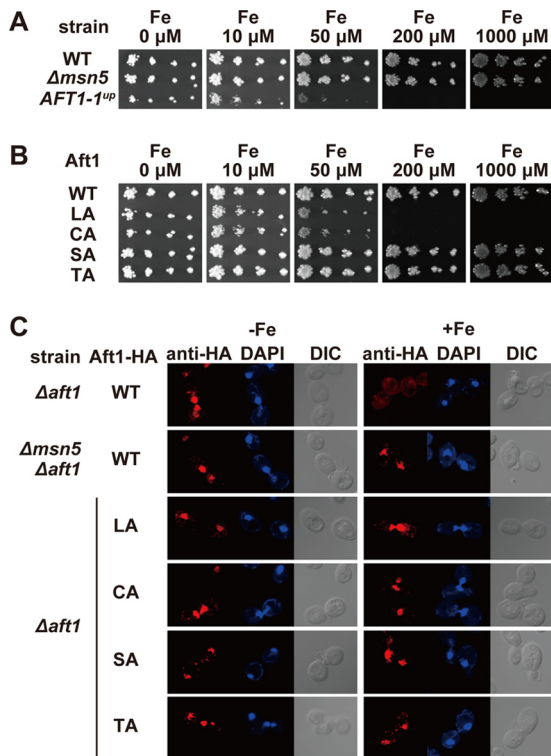 A
strain
Fe 0 µM
Fe 10 µM
Fe 50 µM
Fe 200 µM
Fe 1000 µM
WT
Δmsn5
AFT1-1up
B
Aft1
Fe 0 µM
Fe 10 µM
Fe 50 µM
Fe 200 µM
Fe 1000 µM
WT
LA
CA
SA
TA
C
-Fe
+Fe
strain Aft1-HA anti-HA DAPI DIC anti-HA DAPI DIC
Δaft1 WT
Δmsn5
Δaft1
WT
LA
CA
Δaft1
SA
TA